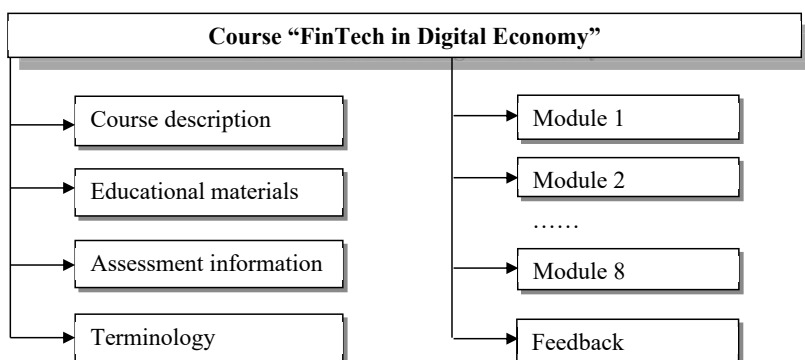 Course “FinTech in Digital Economy”
Course description
Educational materials
Assessment information
Terminology
Module 1
Module 2
……
Module 8
Feedback